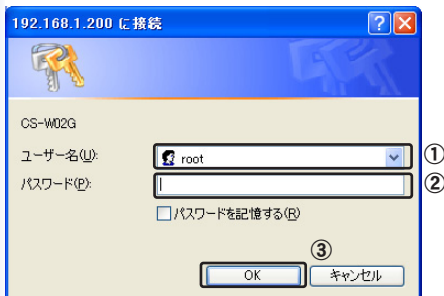 192.168.1.200 に接続
CS-W02G
ユーザー名(U):
root
①
パスワード(P):
②
パスワードを記憶する(R)
③
OK
キャンセル